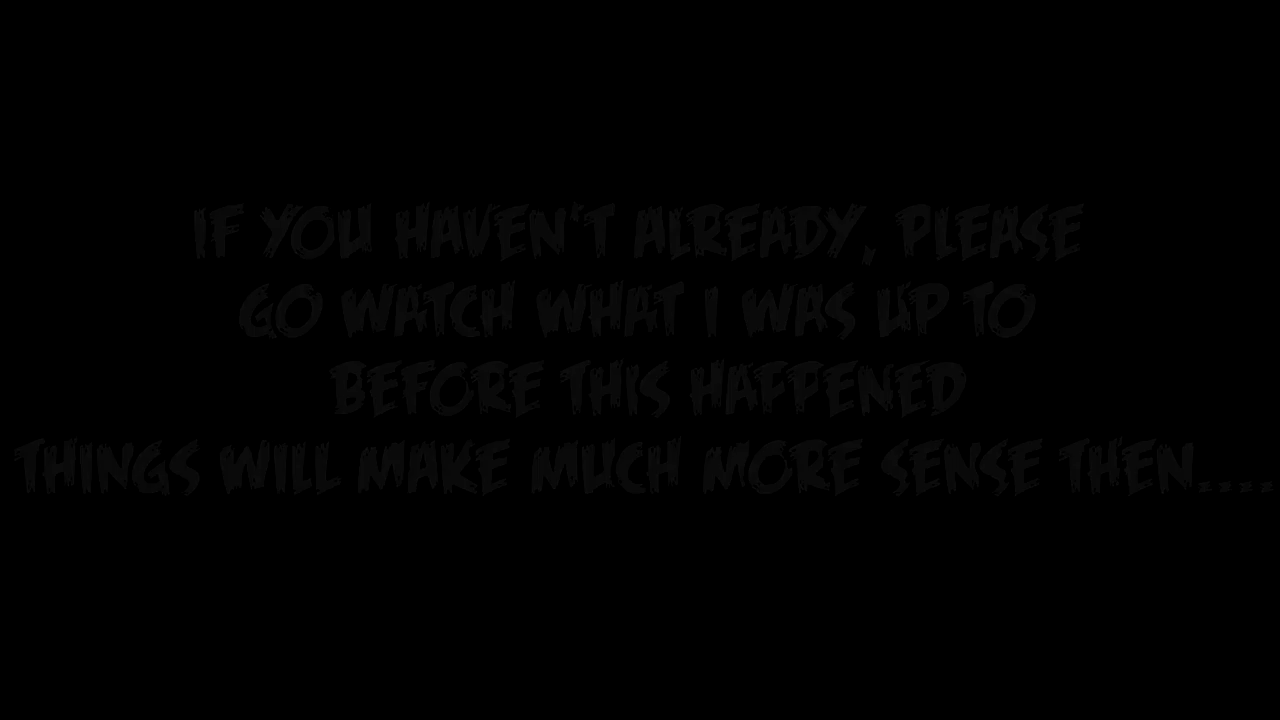 IF YOU HAVEN'T ALREADY, PLEASE
GO WATCH WHAT I WAS UP TO
BEFORE THIS HAPPENED
THINGS WILL MAKE MUCH MORE SENSE THEN....